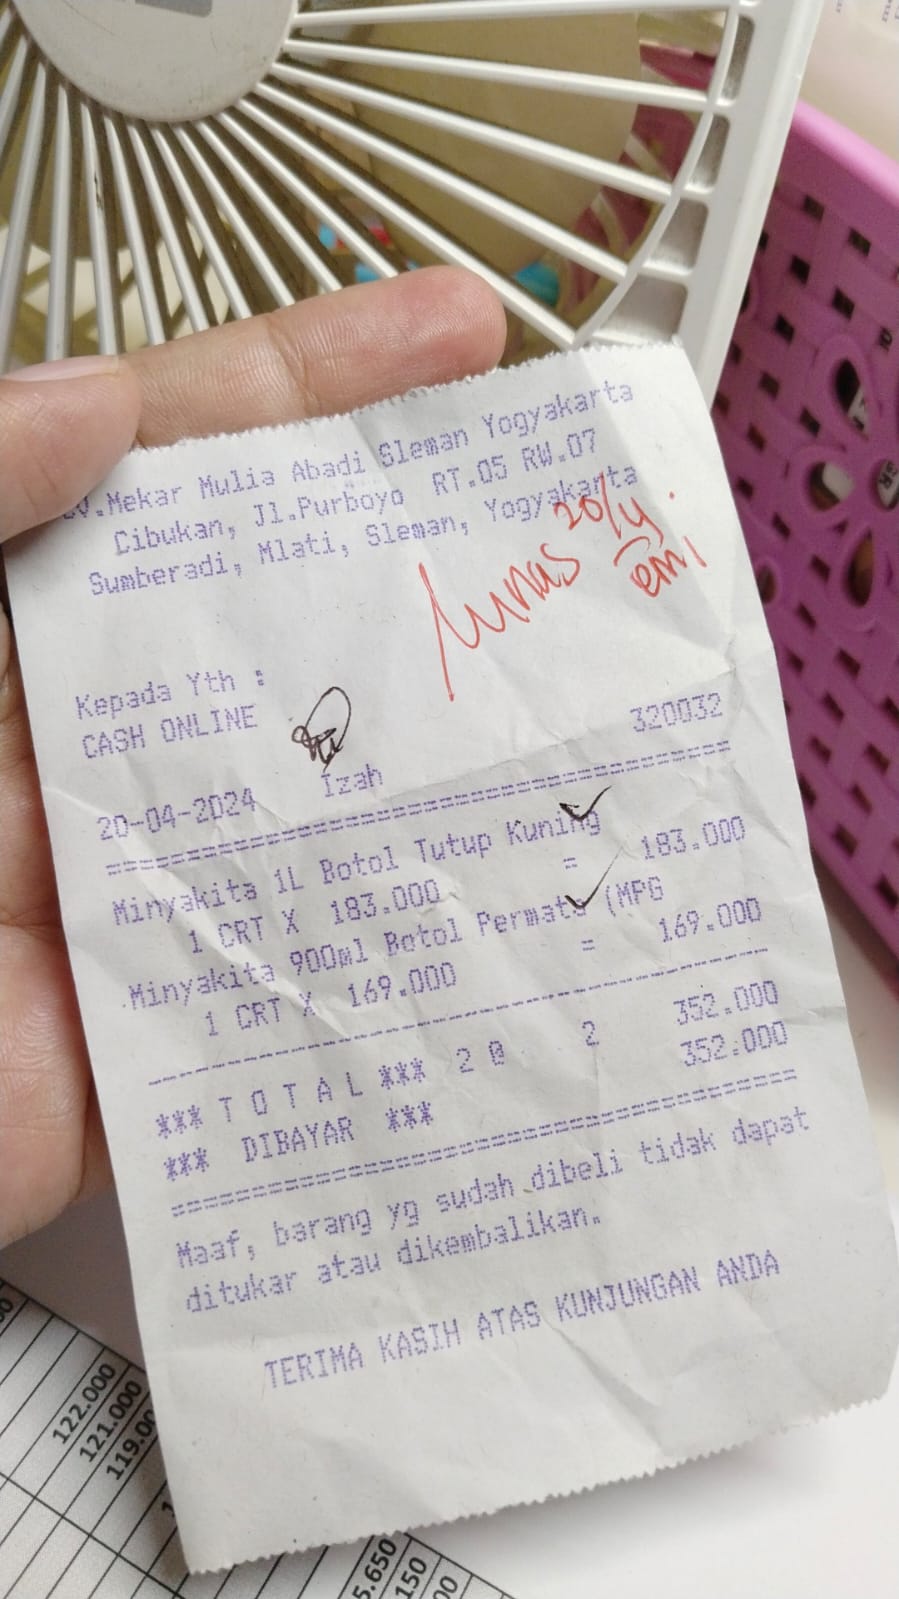 CV.Mekar Mulia Abadi Sleman Yogyakarta
Cibukan, Jl.Purboyo RT.05 RW.07
Sumberadi, Mlati, Sleman, Yogyakarta
lunas 20/4.
emi
Kepada Yth :
CASH ONLINE
320032
20-04-2024 Izah
Minyakita 1L Botol Tutup Kuning
1 CRT X 183.000 = 183.000
Minyakita 900ml Botol Permata (MPG
1 CRT X 169.000 = 169.000
*** T O T A L *** 2 0 2 352.000
*** DIBAYAR *** 352.000
Maaf, barang yg sudah dibeli tidak dapat
ditukar atau dikembalikan.
TERIMA KASIH ATAS KUNJUNGAN ANDA
122.000
121.000
5.650
150